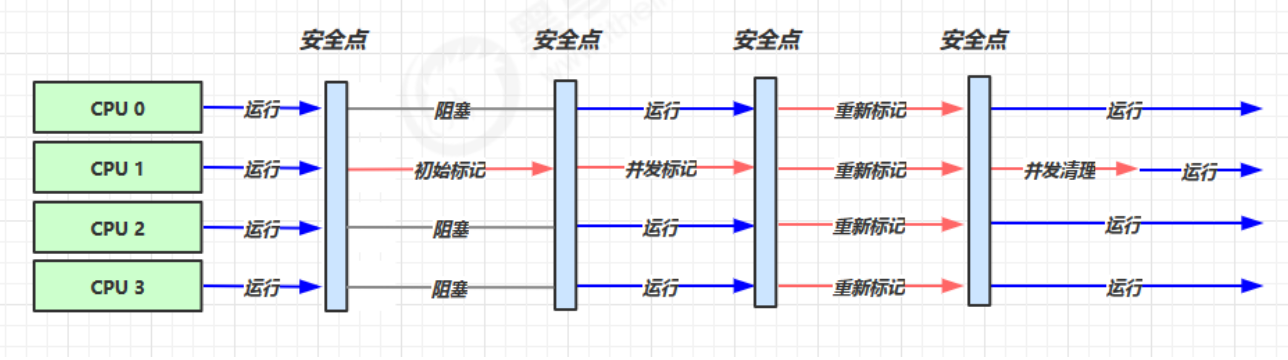 安全点 安全点 安全点 安全点
CPU 0 运行 阻塞 运行 重新标记 运行
CPU 1 运行 初始标记 并发标记 重新标记 并发清理 运行
CPU 2 运行 阻塞 运行 重新标记 运行
CPU 3 运行 阻塞 运行 重新标记 运行